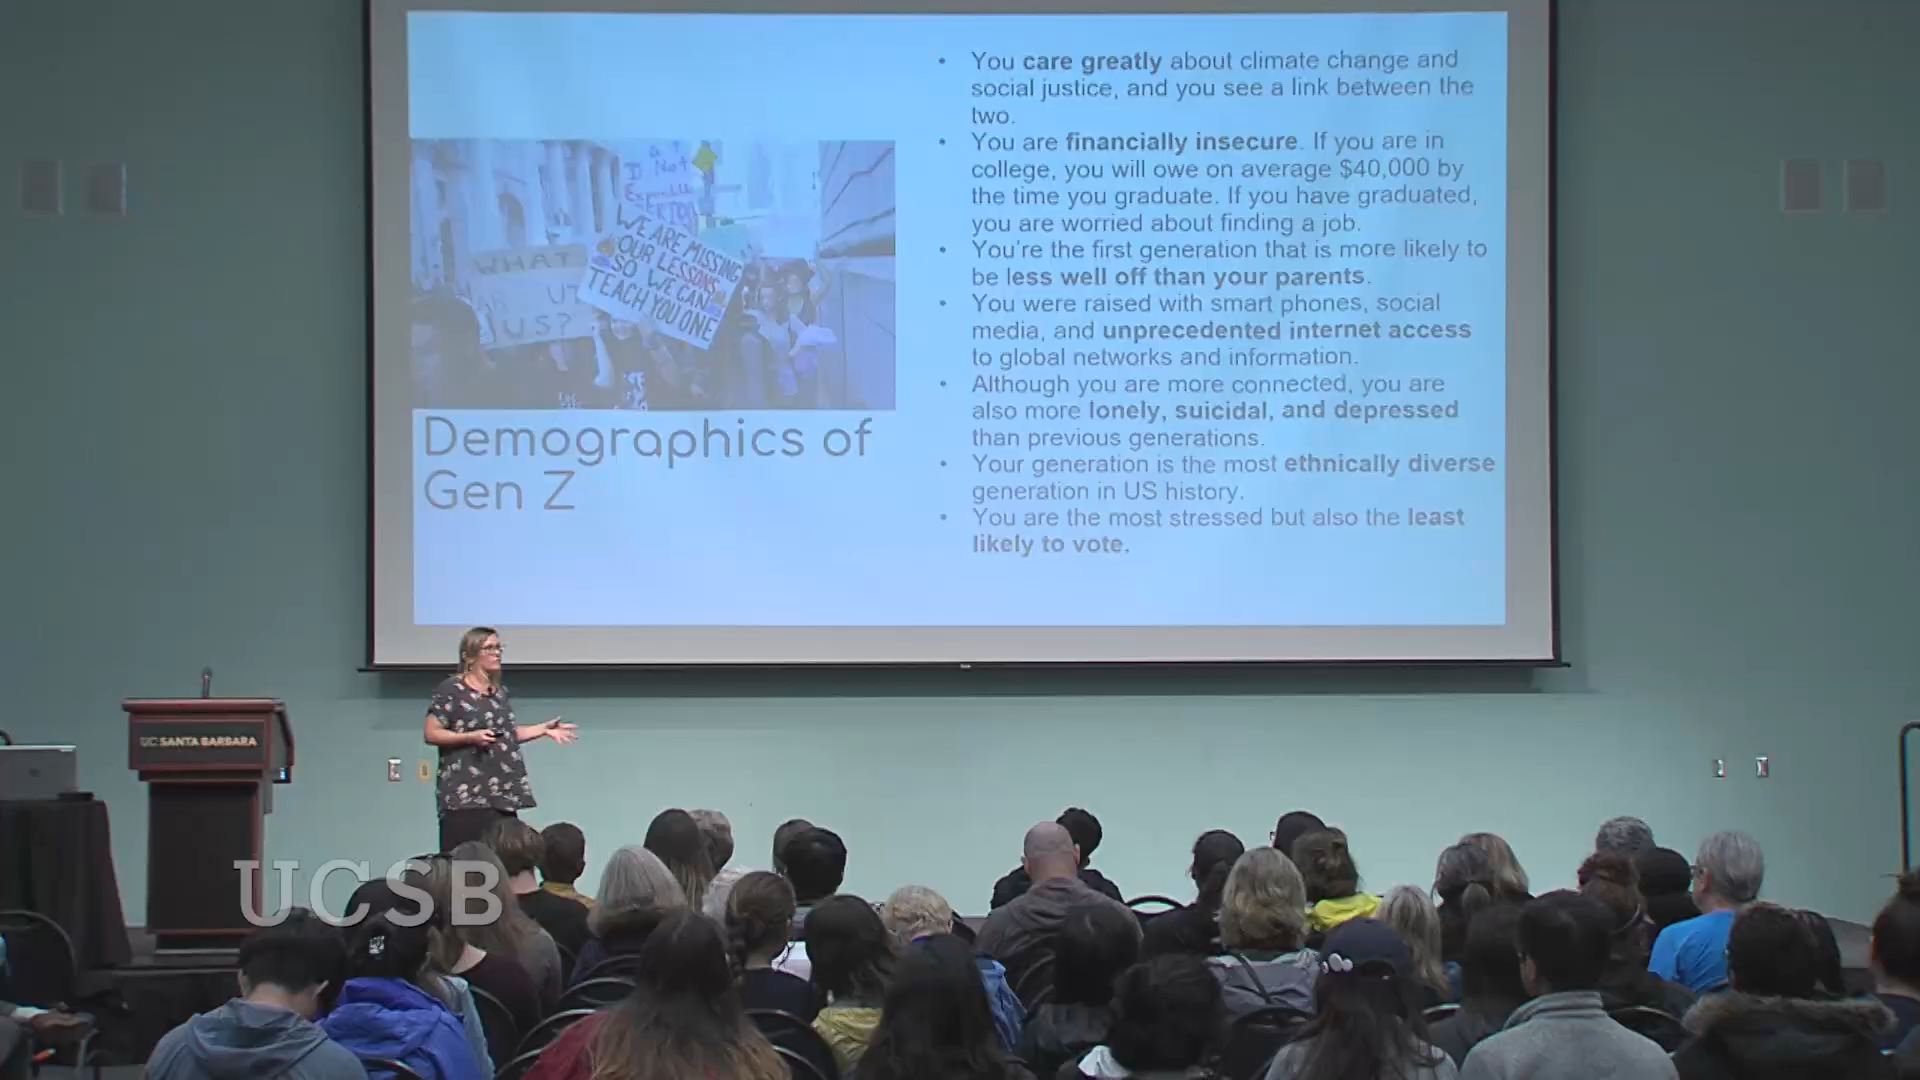 • You care greatly about climate change and
social justice, and you see a link between the
two.
• You are financially insecure. If you are in
college, you will owe on average $40,000 by
the time you graduate. If you have graduated,
you are worried about finding a job.
• You're the first generation that is more likely to
be less well off than your parents.
• You were raised with smart phones, social
media, and unprecedented internet access
to global networks and information.
• Although you are more connected, you are
also more lonely, suicidal, and depressed
than previous generations.
• Your generation is the most ethnically diverse
generation in US history.
• You are the most stressed but also the least
likely to vote.
WHAT
US?
WE ARE MISSING
OUR LESSONS
SO WE CAN
TEACH YOU ONE
Demographics of
Gen Z
UC SANTA BARBARA
UCSB